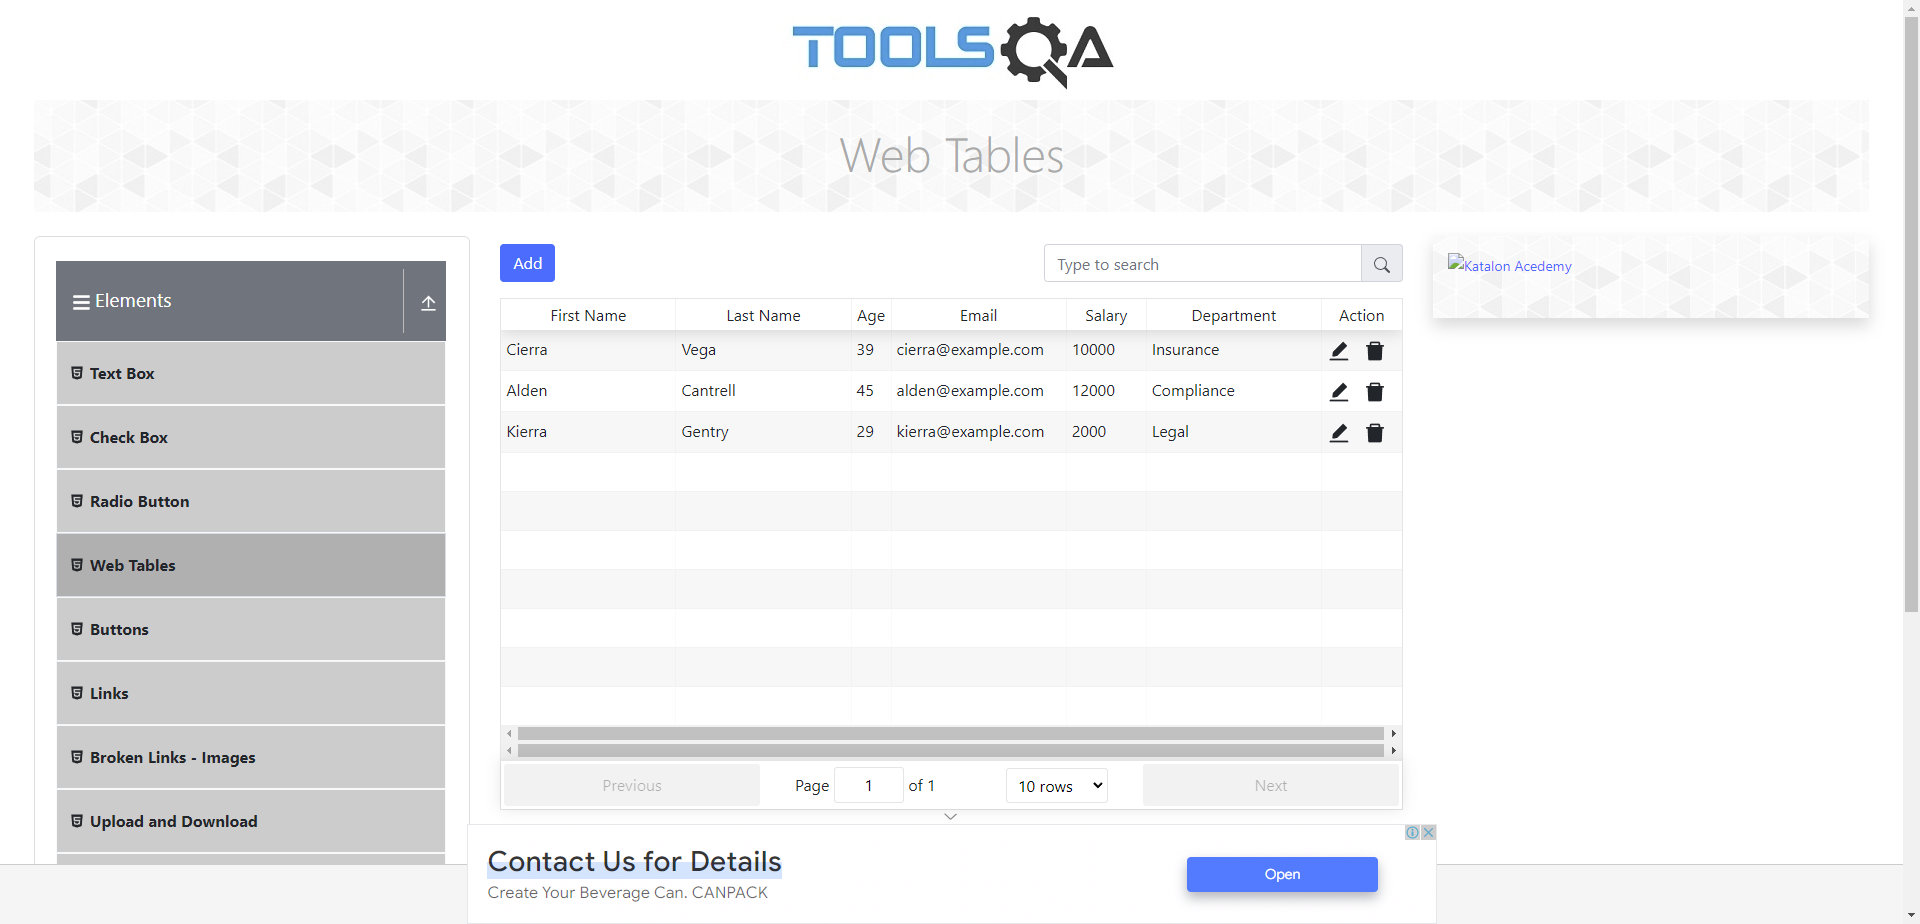 TOOLSQA
Web Tables
Elements
Text Box
Check Box
Radio Button
Web Tables
Buttons
Links
Broken Links - Images
Upload and Download
Add
Type to search
First Name Last Name Age Email Salary Department Action
Cierra Vega 39 cierra@example.com 10000 Insurance
Alden Cantrell 45 alden@example.com 12000 Compliance
Kierra Gentry 29 kierra@example.com 2000 Legal
Previous Page 1 of 1 10 rows Next
Katalon Acedemy
Contact Us for Details
Create Your Beverage Can. CANPACK
Open